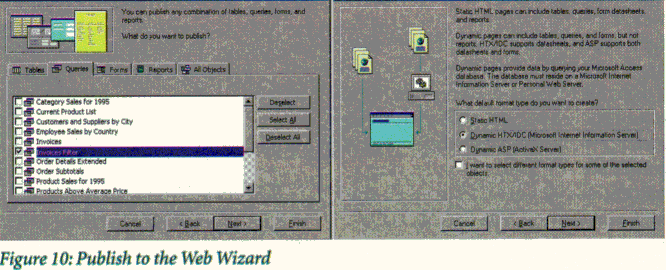 You can publish any combination of tables, queries, forms, and
reports.
What do you want to publish?
Tables
Queries
Forms
Reports
All Objects
Category Sales for 1995
Current Product List
Customers and Suppliers by City
Employee Sales by Country
Invoices
Invoices Filter
Order Details Extended
Order Subtotals
Product Sales for 1995
Products Above Average Price
Deselect
Select All
Deselect All
Cancel
< Back
Next >
Finish
Static HTML pages can include tables, queries, form datasheets,
and reports.
Dynamic pages can include tables, queries, and forms, but not
reports. HTX/IDC supports datasheets, and ASP supports both
datasheets and forms.
Dynamic pages provide data by querying your Microsoft Access
database. The database must reside on a Microsoft Internet
Information Server or Personal Web Server.
What default format type do you want to create?
Static HTML
Dynamic HTX/IDC (Microsoft Internet Information Server)
Dynamic ASP (ActiveX Server)
I want to select different format types for some of the selected
objects.
Cancel
< Back
Next >
Finish
Figure 10: Publish to the Web Wizard